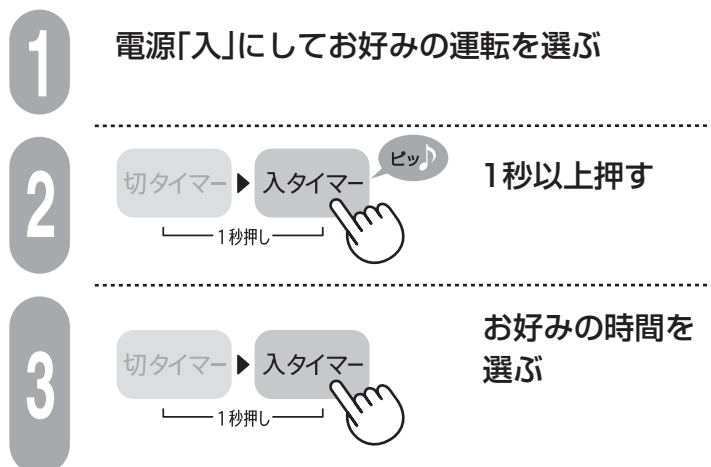 1
電源「入」にしてお好みの運転を選ぶ
2
切タイマー▶入タイマー
ピッ♪
1秒押し
1秒以上押す
3
切タイマー▶入タイマー
1秒押し
お好みの時間を
選ぶ